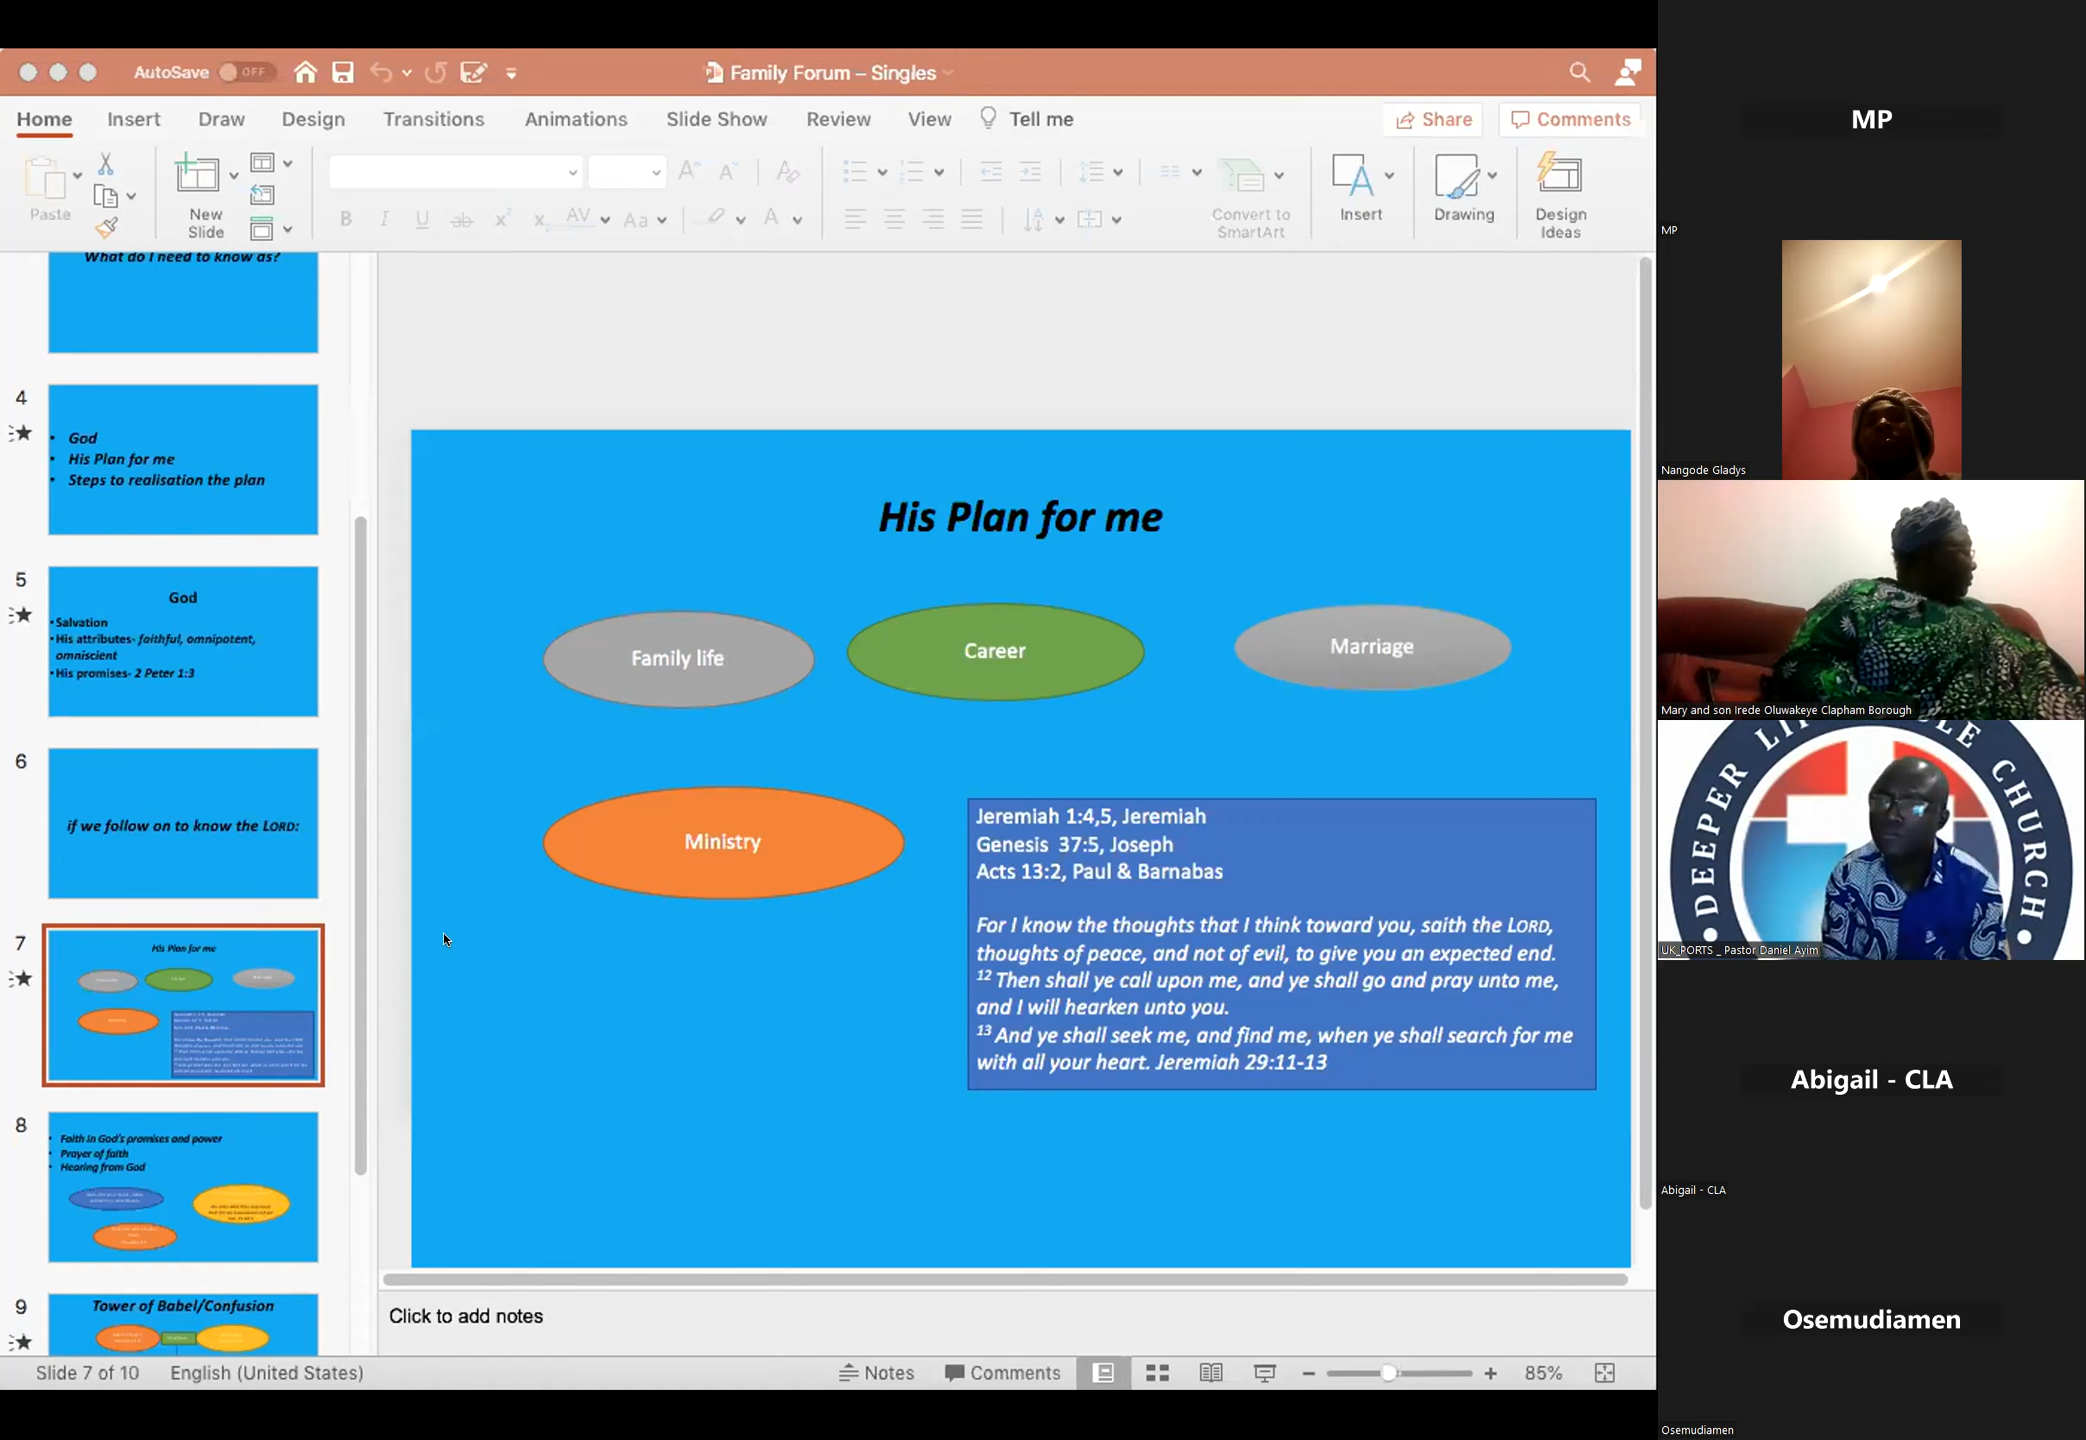 AutoSave OFF
Family Forum – Singles
Home Insert Draw Design Transitions Animations Slide Show Review View Tell me
Share Comments
Paste
New
Slide
Convert to
SmartArt
Insert
Drawing
Design
Ideas
What do I need to know as?
4
• God
• His Plan for me
• Steps to realisation the plan
5
God
• Salvation
• His attributes- faithful, omnipotent,
omniscient
• His promises- 2 Peter 1:3
6
if we follow on to know the LORD:
7
His Plan for me
8
• Faith in God's promises and power
• Prayer of faith
• Hearing from God
9
Tower of Babel/Confusion
His Plan for me
Family life
Career
Marriage
Ministry
Jeremiah 1:4,5, Jeremiah
Genesis 37:5, Joseph
Acts 13:2, Paul & Barnabas
For I know the thoughts that I think toward you, saith the LORD,
thoughts of peace, and not of evil, to give you an expected end.
12 Then shall ye call upon me, and ye shall go and pray unto me,
and I will hearken unto you.
13 And ye shall seek me, and find me, when ye shall search for me
with all your heart. Jeremiah 29:11-13
Click to add notes
Slide 7 of 10 English (United States)
Notes Comments 85%
MP
MP
Nangode Gladys
Mary and son Irede Oluwakeye Clapham Borough
DEEPER CHURCH
UK_PORTS _ Pastor Daniel Ayim
Abigail - CLA
Abigail - CLA
Osemudiamen
Osemudiamen